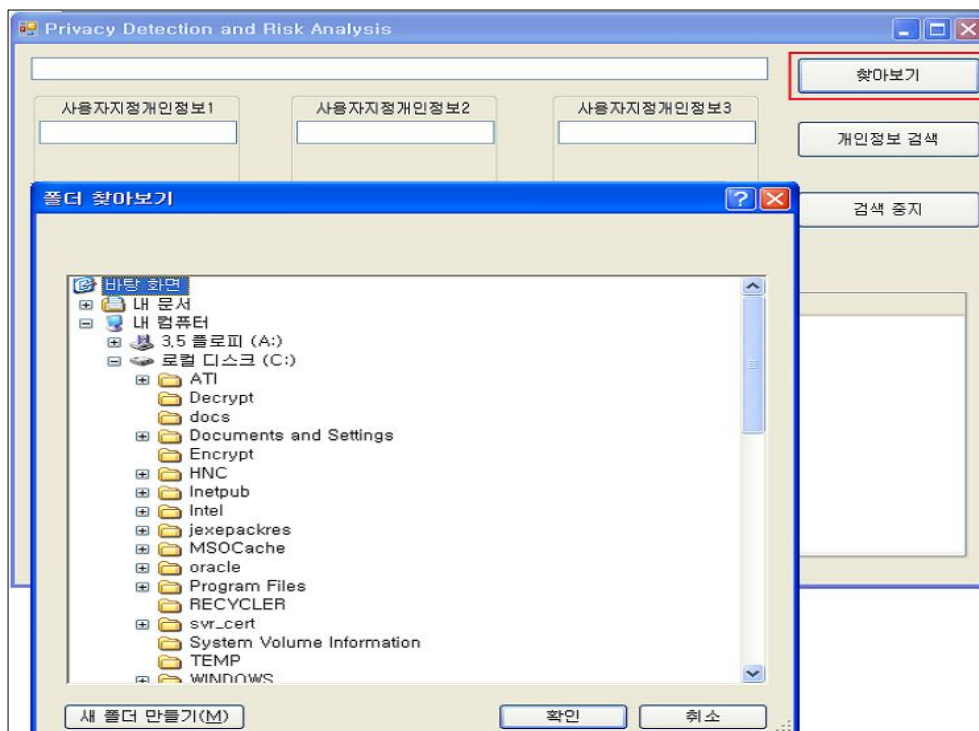 Privacy Detection and Risk Analysis
찾아보기
사용자지정개인정보1
사용자지정개인정보2
사용자지정개인정보3
개인정보 검색
검색 중지
폴더 찾아보기
바탕 화면
내 문서
내 컴퓨터
3.5 플로피 (A:)
로컬 디스크 (C:)
ATI
Decrypt
docs
Documents and Settings
Encrypt
HNC
Inetpub
Intel
jexepackres
MSOCache
oracle
Program Files
RECYCLER
svr_cert
System Volume Information
TEMP
WINDOWS
새 폴더 만들기(M)
확인
취소